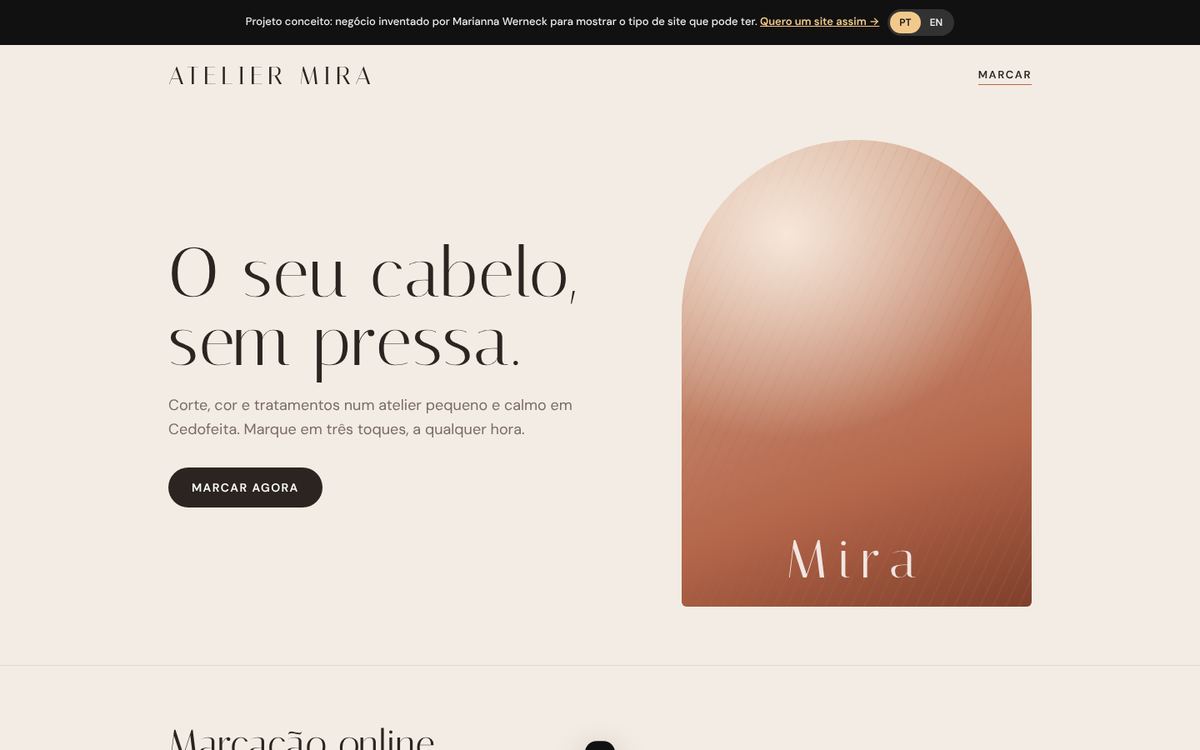 Projeto conceito: negócio inventado por Marianna Werneck para mostrar o tipo de site que pode ter. Quero um site assim →
PT EN
ATELIER MIRA
MARCAR
O seu cabelo,
sem pressa.
Corte, cor e tratamentos num atelier pequeno e calmo em
Cedofeita. Marque em três toques, a qualquer hora.
MARCAR AGORA
Mira
Marcação online